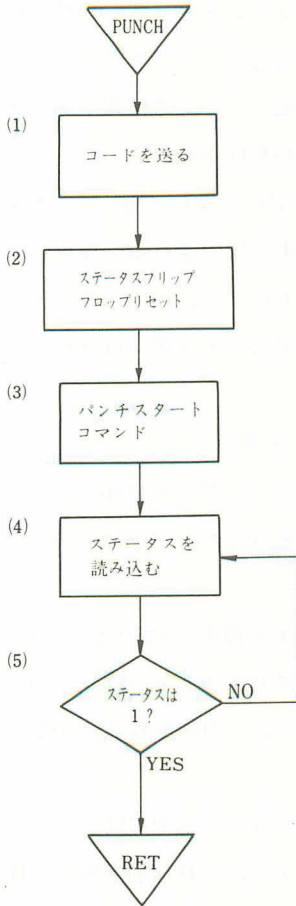 PUNCH
(1)
コードを送る
(2)
ステータスフリップ
フロップリセット
(3)
パンチスタート
コマンド
(4)
ステータスを
読み込む
(5)
ステータスは
1?
NO
YES
RET